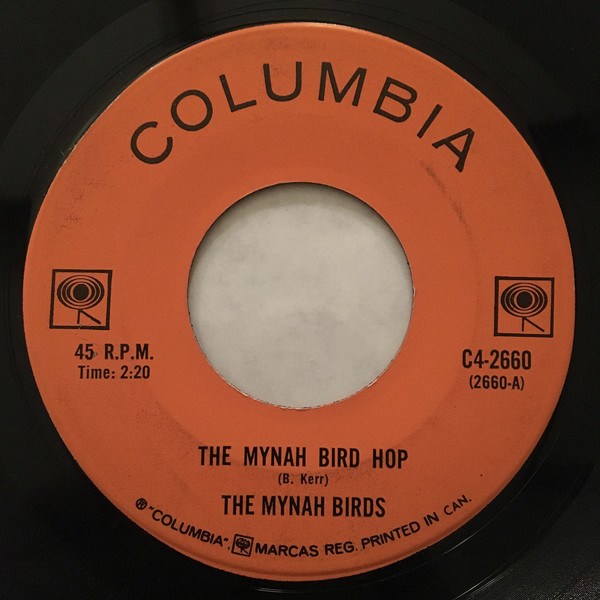 COLUMBIA
45 R.P.M.
Time: 2:20
C4-2660
(2660-A)
THE MYNAH BIRD HOP
(B. Kerr)
THE MYNAH BIRDS
® "COLUMBIA", MARCAS REG. PRINTED IN CAN.